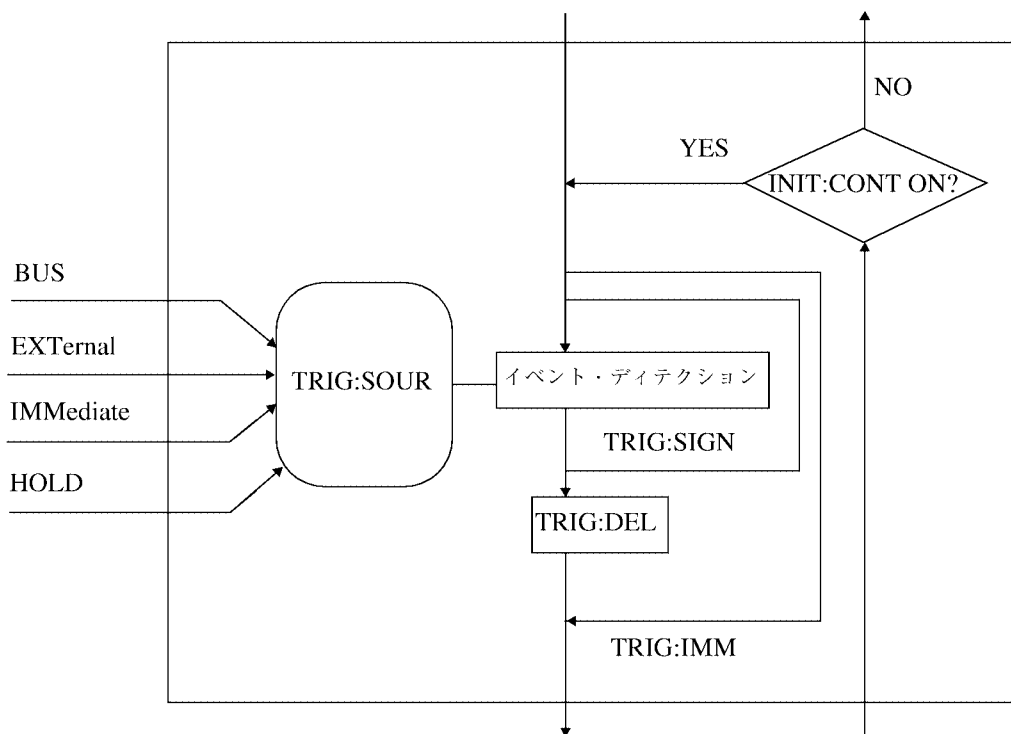 NO
YES
INIT:CONT ON?
BUS
EXTernal
IMMediate
HOLD
TRIG:SOUR
イベント・ディテクション
TRIG:SIGN
TRIG:DEL
TRIG:IMM